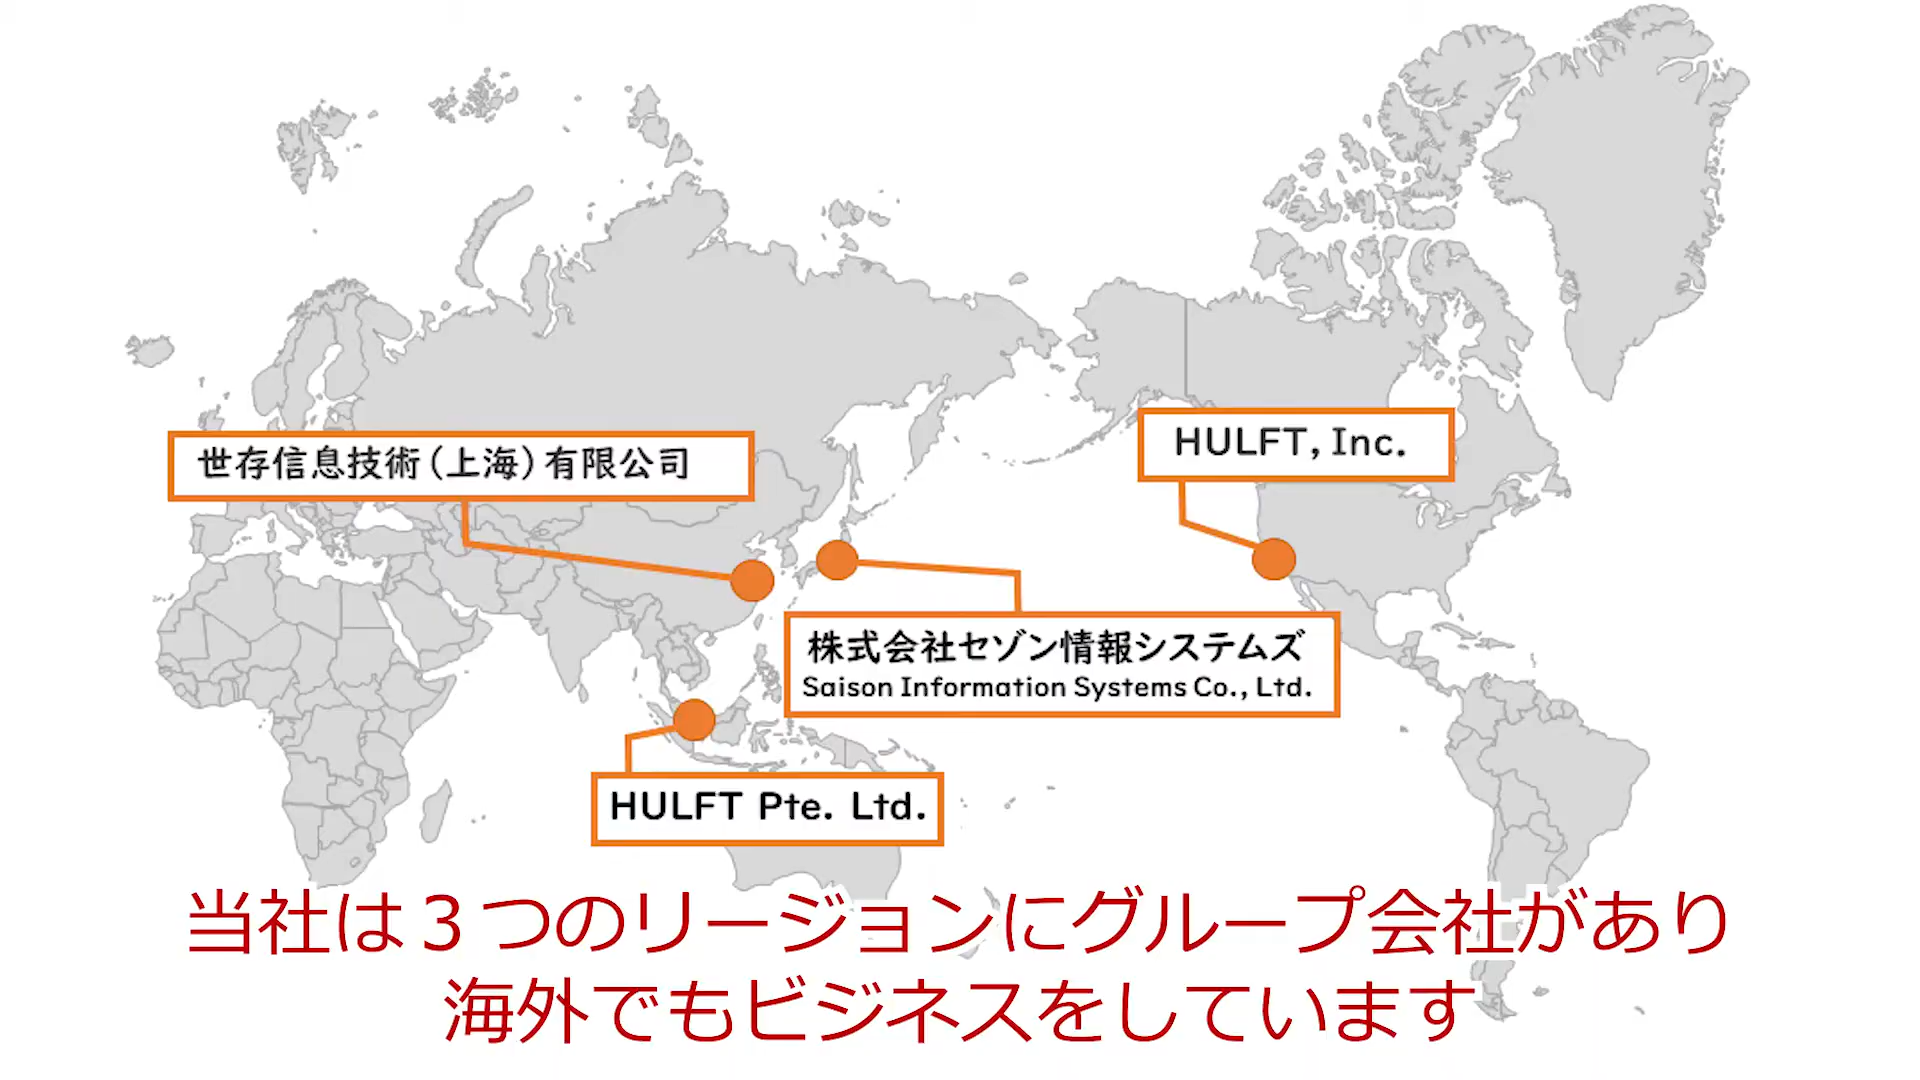 HULFT, Inc.
世存信息技術（上海）有限公司
株式会社セゾン情報システムズ
Saison Information Systems Co., Ltd.
HULFT Pte. Ltd.
当社は３つのリージョンにグループ会社があり
海外でもビジネスをしています